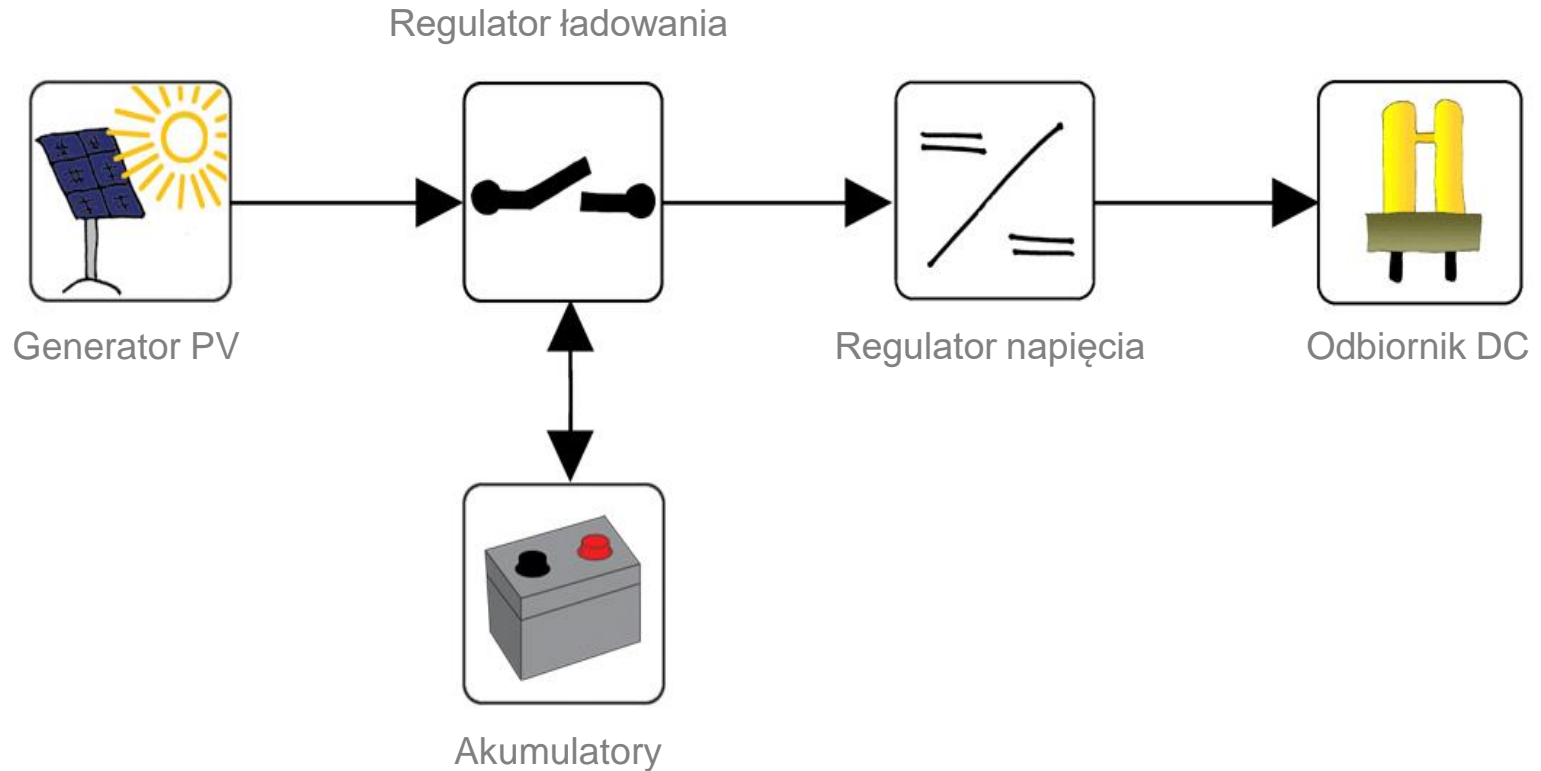 Regulator ładowania
Generator PV
Regulator napięcia
Odbiornik DC
Akumulatory